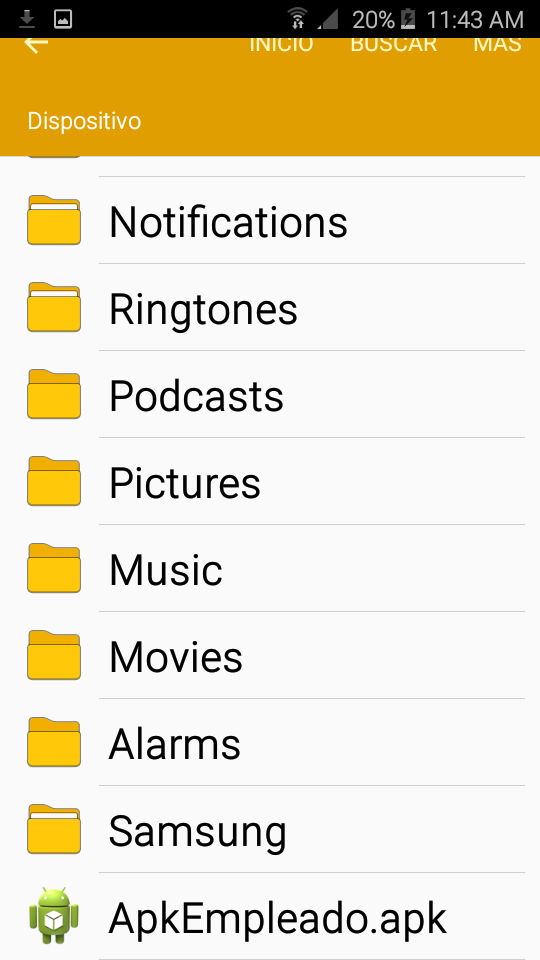 20% 11:43 AM
INICIO BUSCAR MÁS
Dispositivo
Notifications
Ringtones
Podcasts
Pictures
Music
Movies
Alarms
Samsung
ApkEmpleado.apk